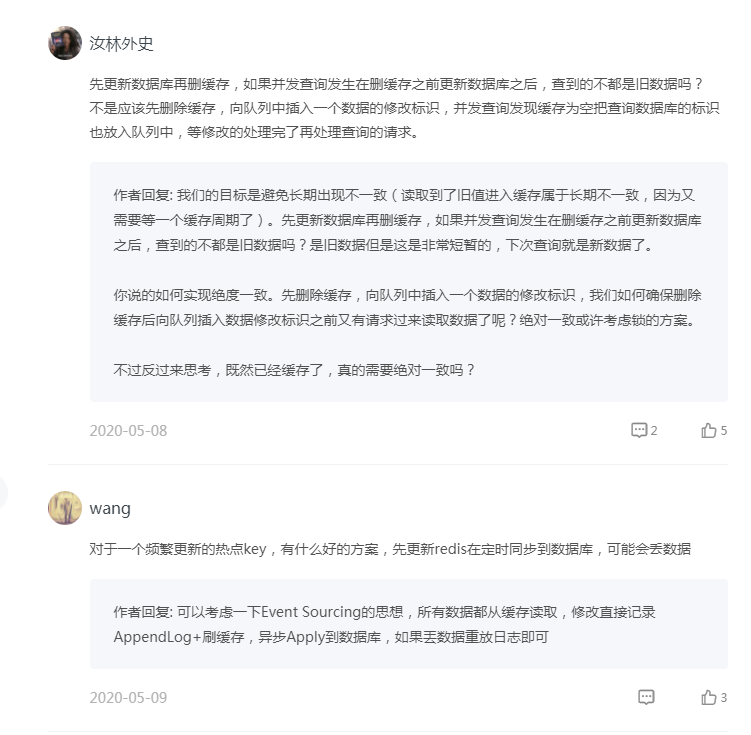 汝林外史
先更新数据库再删缓存，如果并发查询发生在删缓存之前更新数据库之后，查到的不都是旧数据吗？
不是应该先删除缓存，向队列中插入一个数据的修改标识，并发查询发现缓存为空把查询数据库的标识
也放入队列中，等修改的处理完了再处理查询的请求。
作者回复: 我们的目标是避免长期出现不一致（读取到了旧值进入缓存属于长期不一致，因为又
需要等一个缓存周期了）。先更新数据库再删缓存，如果并发查询发生在删缓存之前更新数据库
之后，查到的不都是旧数据吗？是旧数据但是这是非常短暂的，下次查询就是新数据了。
你说的如何实现绝度一致。先删除缓存，向队列中插入一个数据的修改标识，我们如何确保删除
缓存后向队列插入数据修改标识之前又有请求过来读取数据了呢？绝对一致或许考虑锁的方案。
不过反过来思考，既然已经缓存了，真的需要绝对一致吗？
2020-05-08 2 5
wang
对于一个频繁更新的热点key，有什么好的方案，先更新redis在定时同步到数据库，可能会丢数据
作者回复: 可以考虑一下Event Sourcing的思想，所有数据都从缓存读取，修改直接记录
AppendLog+刷缓存，异步Apply到数据库，如果丢数据重放日志即可
2020-05-09 3